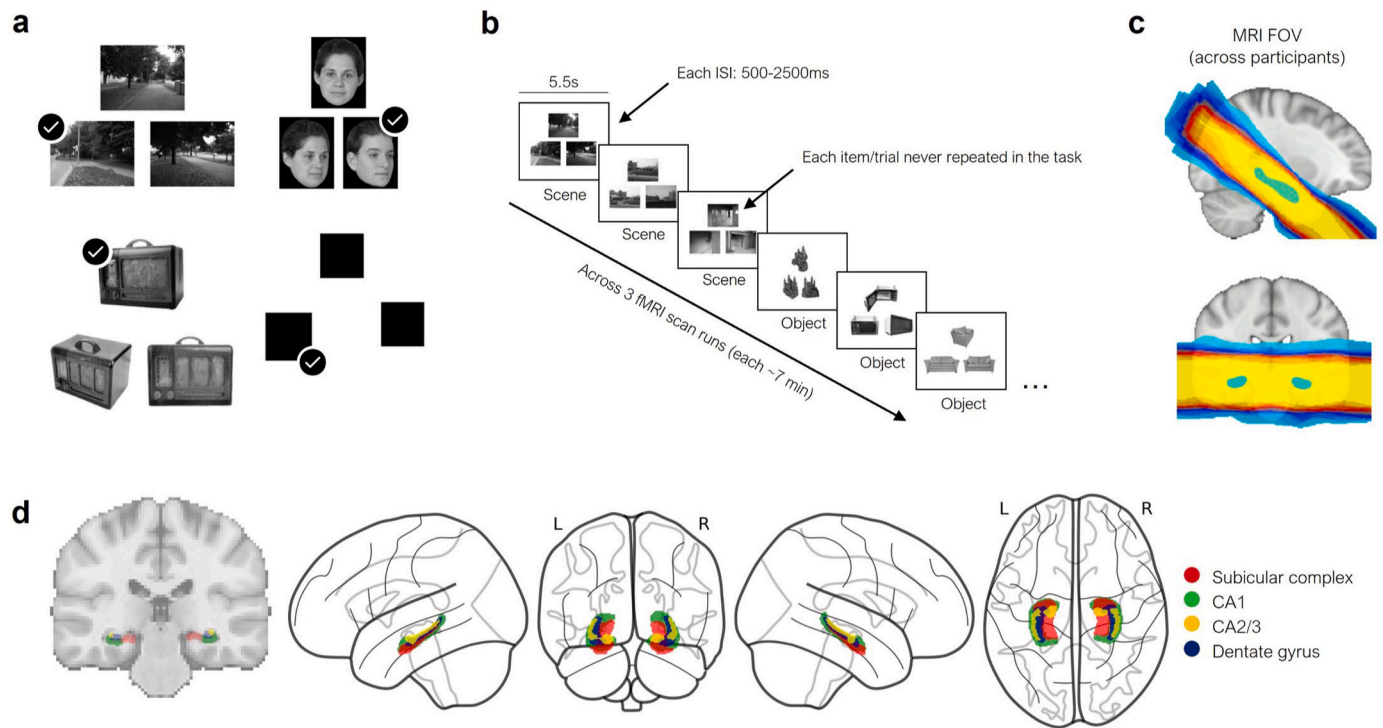 a
b
5.5s
Each ISI: 500-2500ms
Each item/trial never repeated in the task
Scene
Scene
Scene
Object
Object
Object
...
Across 3 fMRI scan runs (each ~7 min)
c
MRI FOV
(across participants)
d
L
R
L
R
Subicular complex
CA1
CA2/3
Dentate gyrus